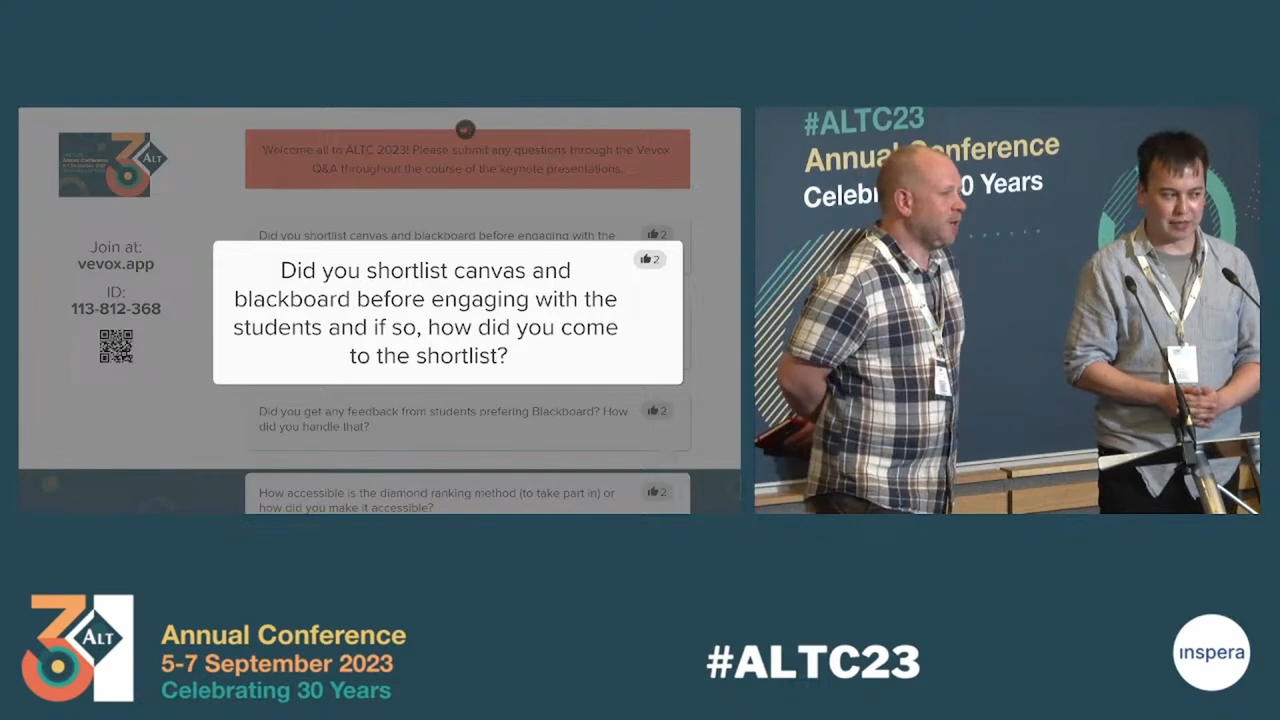 ALT
Welcome all to ALTC 2023! Please submit any questions through the Vevox
Q&A throughout the course of the keynote presentations.
Join at:
vevox.app
ID:
113-812-368
Did you shortlist canvas and blackboard before engaging with the
2
Did you shortlist canvas and
blackboard before engaging with the
students and if so, how did you come
to the shortlist?
2
Did you get any feedback from students prefering Blackboard? How
did you handle that?
2
How accessible is the diamond ranking method (to take part in) or
how did you make it accessible?
2
#ALTC23
Annual Conference
Celebr 0 Years
ALT
Annual Conference
5-7 September 2023
Celebrating 30 Years
#ALTC23
inspera